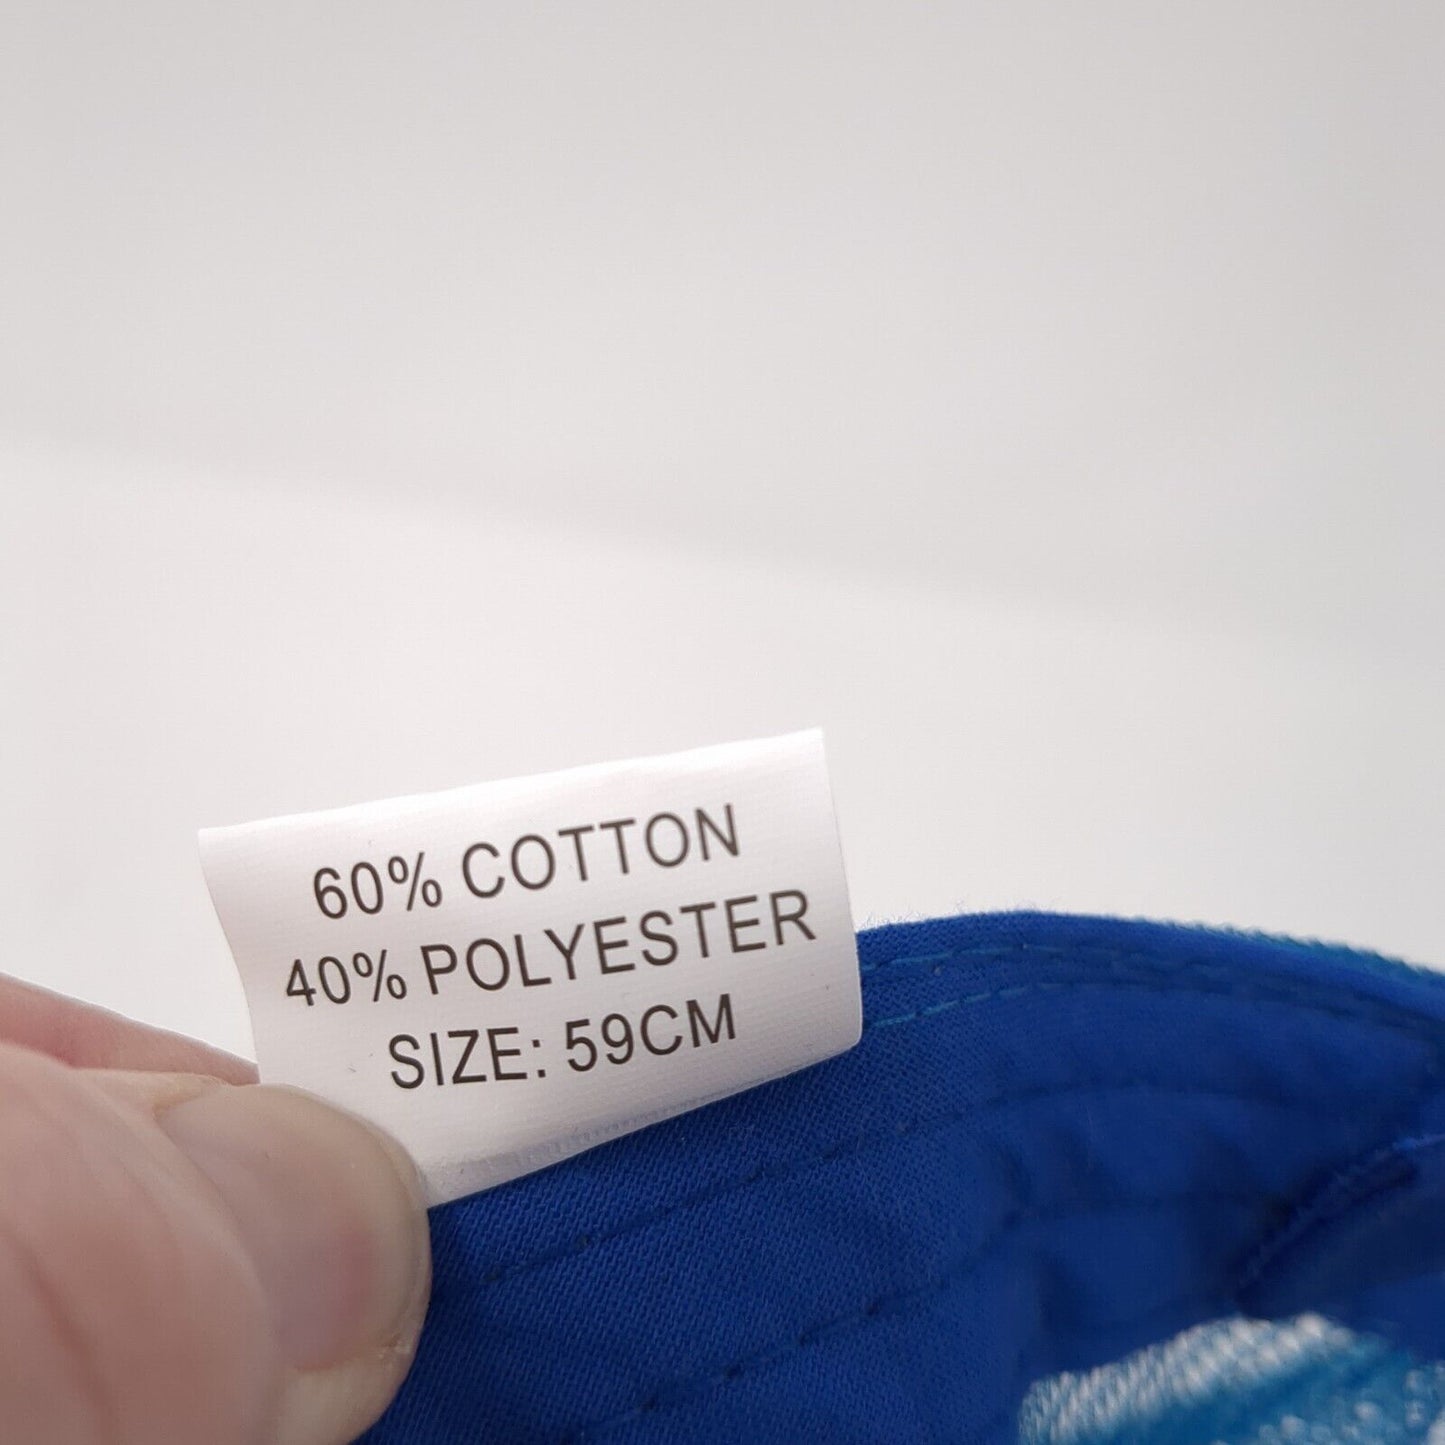 60% COTTON
40% POLYESTER
SIZE: 59CM